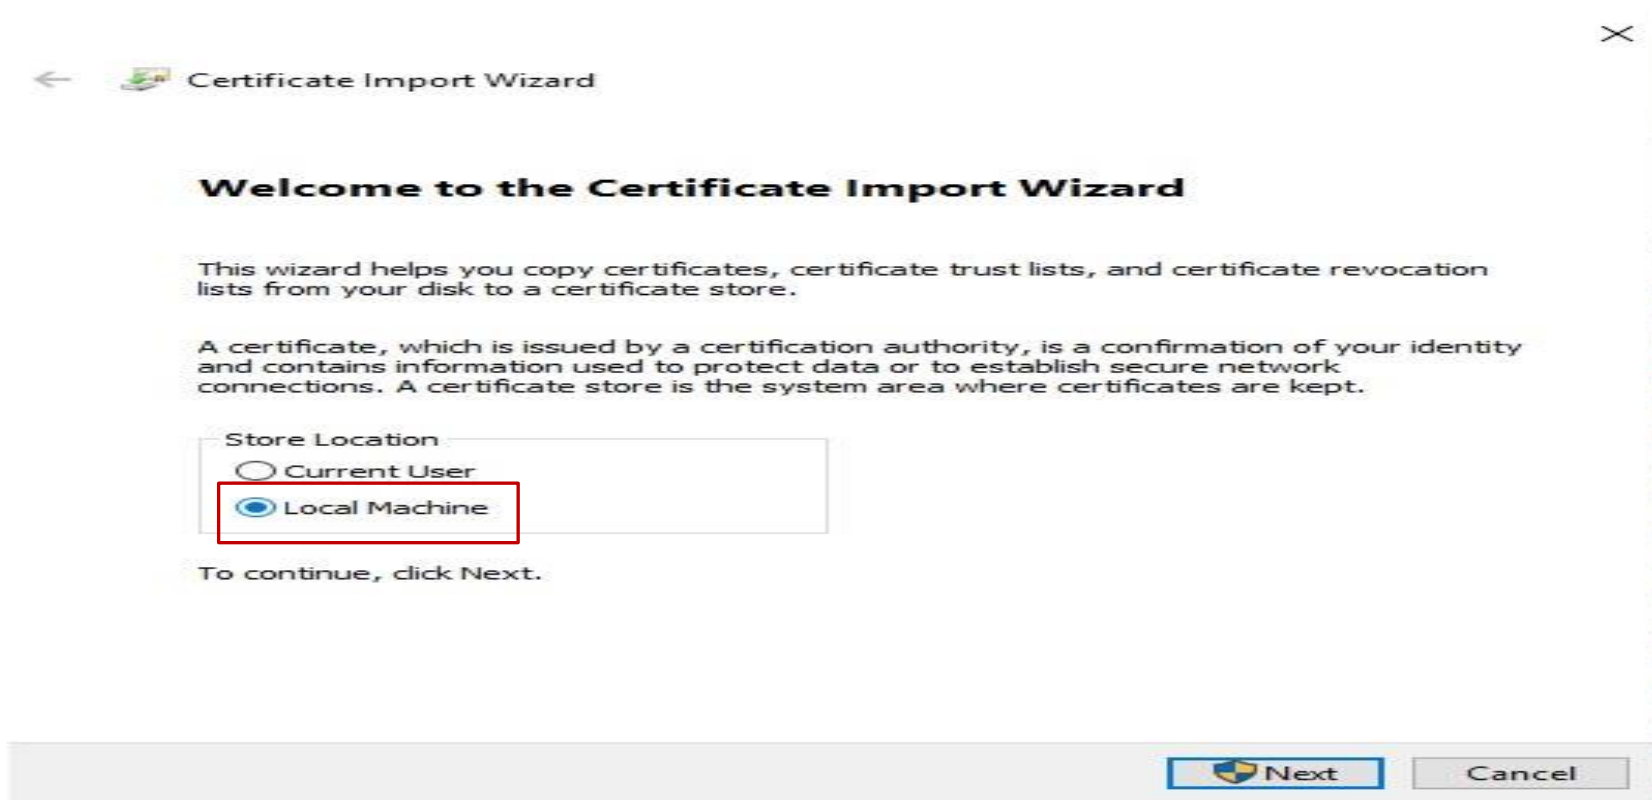 Certificate Import Wizard
Welcome to the Certificate Import Wizard
This wizard helps you copy certificates, certificate trust lists, and certificate revocation
lists from your disk to a certificate store.
A certificate, which is issued by a certification authority, is a confirmation of your identity
and contains information used to protect data or to establish secure network
connections. A certificate store is the system area where certificates are kept.
Store Location
Current User
Local Machine
To continue, click Next.
Next
Cancel